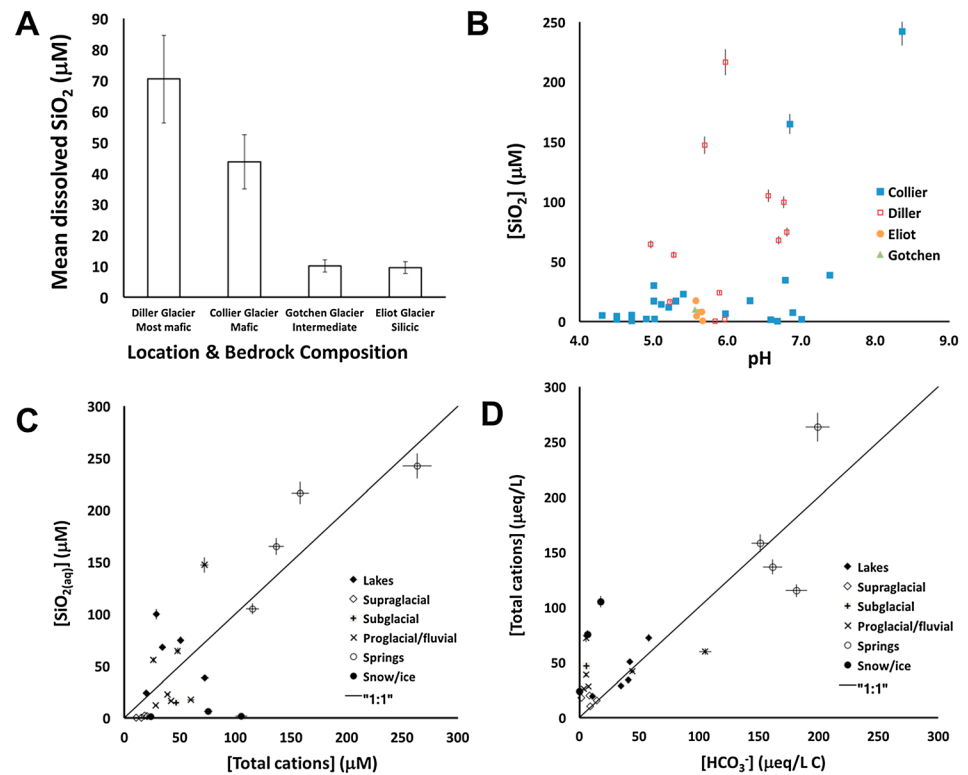 A
Mean dissolved SiO2 (μM)
90
80
70
60
50
40
30
20
10
0
Diller Glacier Collier Glacier Gotchen Glacier Eliot Glacier
Most mafic Mafic Intermediate Silicic
Location & Bedrock Composition
B
[SiO2] (μM)
250
200
150
100
50
0
4.0 5.0 6.0 7.0 8.0 9.0
pH
Collier
Diller
Eliot
Gotchen
C
[SiO2(aq)] (μM)
300
250
200
150
100
50
0
0 50 100 150 200 250 300
[Total cations] (μM)
Lakes
Supraglacial
Subglacial
Proglacial/fluvial
Springs
Snow/ice
"1:1"
D
[Total cations] (μeq/L)
300
250
200
150
100
50
0
0 50 100 150 200 250 300
[HCO3-] (μeq/L C)
Lakes
Supraglacial
Subglacial
Proglacial/fluvial
Springs
Snow/ice
"1:1"